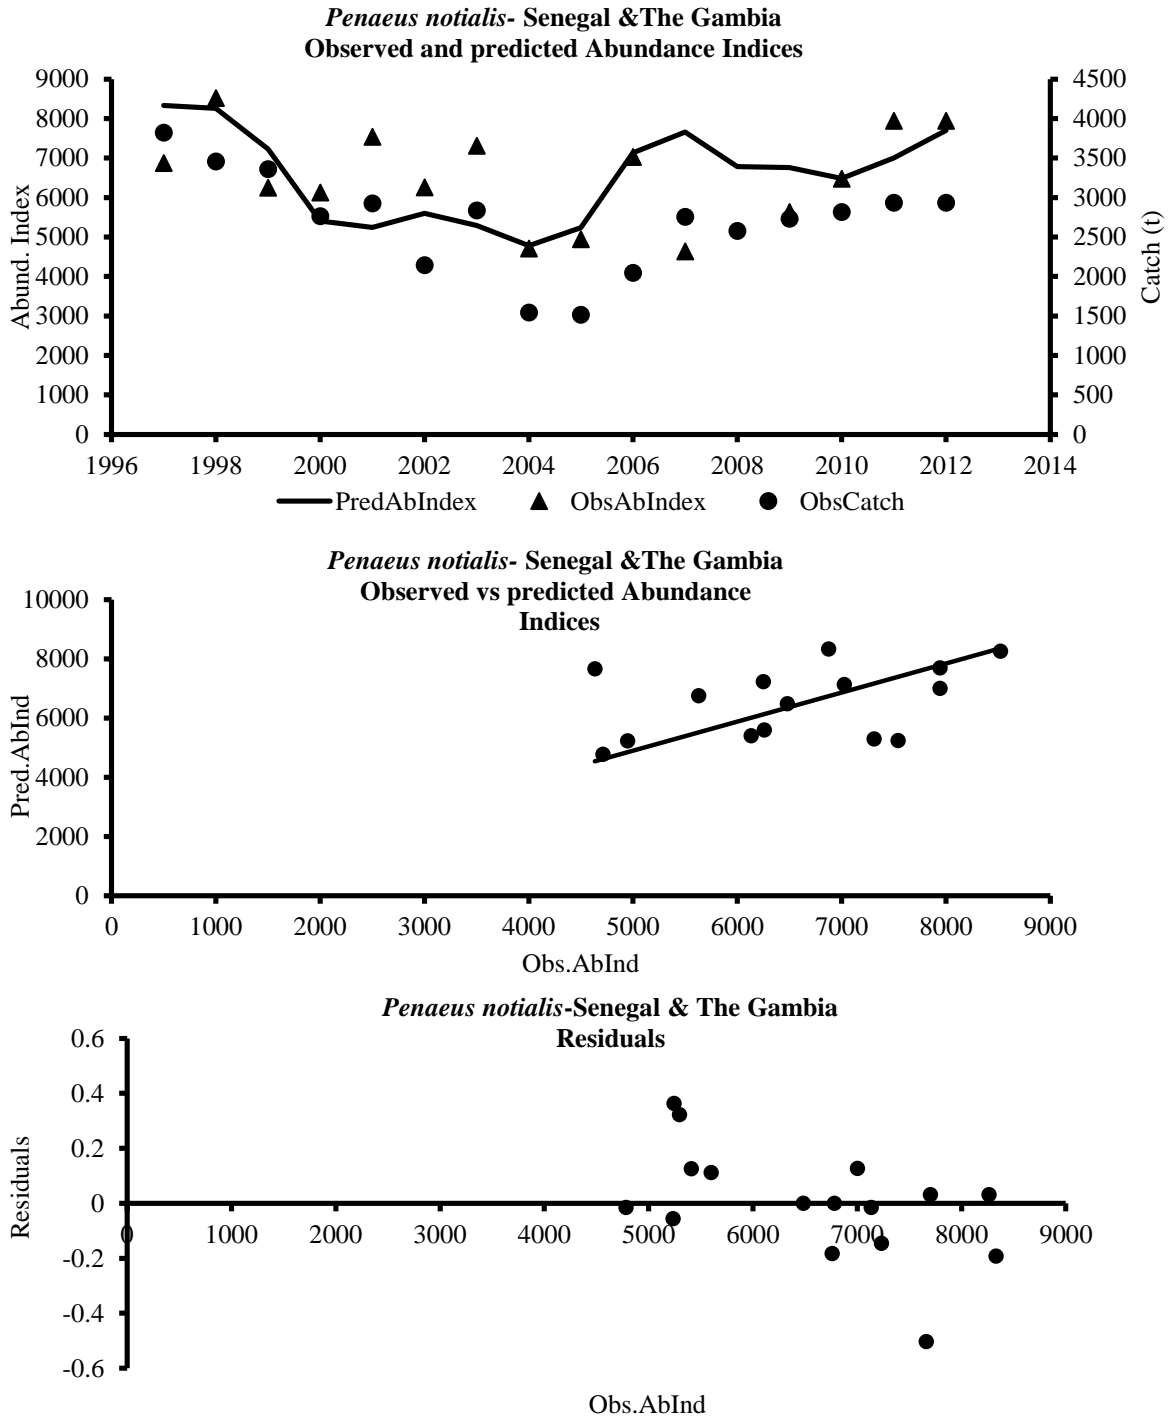 Penaeus notialis- Senegal &The Gambia
Observed and predicted Abundance Indices
9000
8000
7000
6000
5000
4000
3000
2000
1000
0
Abund. Index
4500
4000
3500
3000
2500
2000
1500
1000
500
0
Catch (t)
1996 1998 2000 2002 2004 2006 2008 2010 2012 2014
PredAbIndex ObsAbIndex ObsCatch
Penaeus notialis- Senegal &The Gambia
Observed vs predicted Abundance
Indices
10000
8000
6000
4000
2000
0
Pred.AbInd
0 1000 2000 3000 4000 5000 6000 7000 8000 9000
Obs.AbInd
Penaeus notialis-Senegal & The Gambia
Residuals
0.6
0.4
0.2
0
-0.2
-0.4
-0.6
Residuals
0 1000 2000 3000 4000 5000 6000 7000 8000 9000
Obs.AbInd